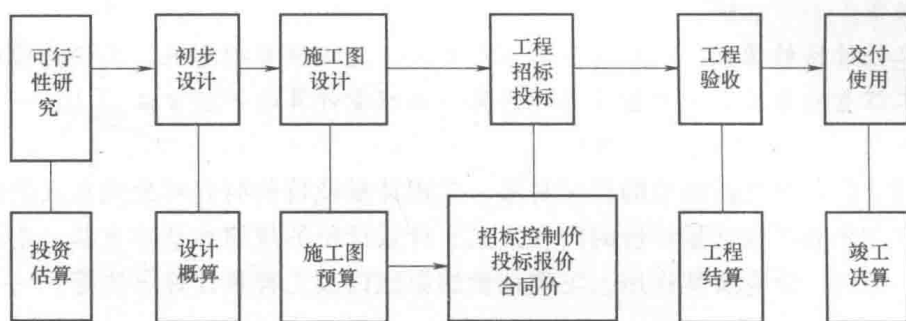 可行
性研
究
初步
设计
施工图
设计
工程
招标
投标
工程
验收
交付
使用
投资
估算
设计
概算
施工图
预算
招标控制价
投标报价
合同价
工程
结算
竣工
决算